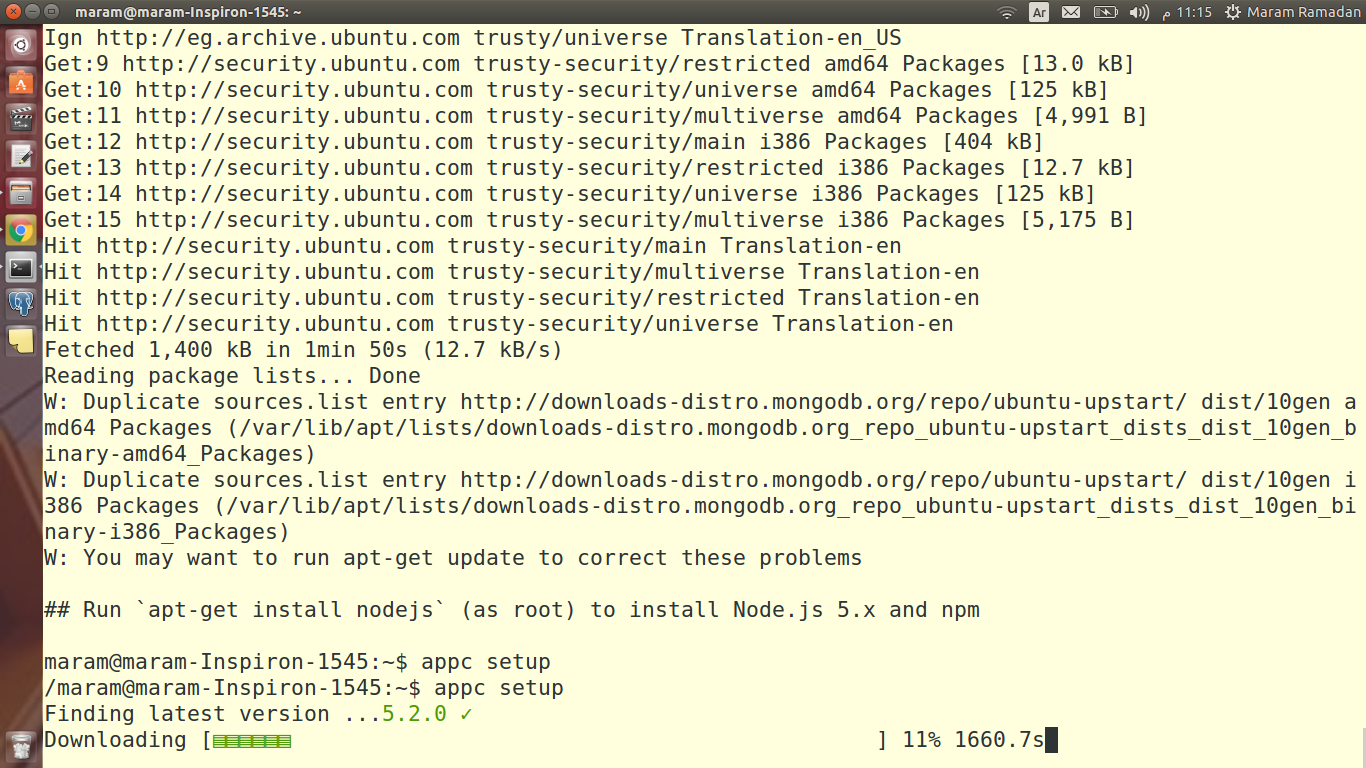 maram@maram-Inspiron-1545: ~
Ar
11:15 م
Maram Ramadan
Ign http://eg.archive.ubuntu.com trusty/universe Translation-en_US
Get:9 http://security.ubuntu.com trusty-security/restricted amd64 Packages [13.0 kB]
Get:10 http://security.ubuntu.com trusty-security/universe amd64 Packages [125 kB]
Get:11 http://security.ubuntu.com trusty-security/multiverse amd64 Packages [4,991 B]
Get:12 http://security.ubuntu.com trusty-security/main i386 Packages [404 kB]
Get:13 http://security.ubuntu.com trusty-security/restricted i386 Packages [12.7 kB]
Get:14 http://security.ubuntu.com trusty-security/universe i386 Packages [125 kB]
Get:15 http://security.ubuntu.com trusty-security/multiverse i386 Packages [5,175 B]
Hit http://security.ubuntu.com trusty-security/main Translation-en
Hit http://security.ubuntu.com trusty-security/multiverse Translation-en
Hit http://security.ubuntu.com trusty-security/restricted Translation-en
Hit http://security.ubuntu.com trusty-security/universe Translation-en
Fetched 1,400 kB in 1min 50s (12.7 kB/s)
Reading package lists... Done
W: Duplicate sources.list entry http://downloads-distro.mongodb.org/repo/ubuntu-upstart/ dist/10gen a
md64 Packages (/var/lib/apt/lists/downloads-distro.mongodb.org_repo_ubuntu-upstart_dists_dist_10gen_b
inary-amd64_Packages)
W: Duplicate sources.list entry http://downloads-distro.mongodb.org/repo/ubuntu-upstart/ dist/10gen i
386 Packages (/var/lib/apt/lists/downloads-distro.mongodb.org_repo_ubuntu-upstart_dists_dist_10gen_bi
nary-i386_Packages)
W: You may want to run apt-get update to correct these problems
## Run `apt-get install nodejs` (as root) to install Node.js 5.x and npm
maram@maram-Inspiron-1545:~$ appc setup
/maram@maram-Inspiron-1545:~$ appc setup
Finding latest version ...5.2.0 ✓
Downloading [▤▤▤▤▤▤ ] 11% 1660.7s